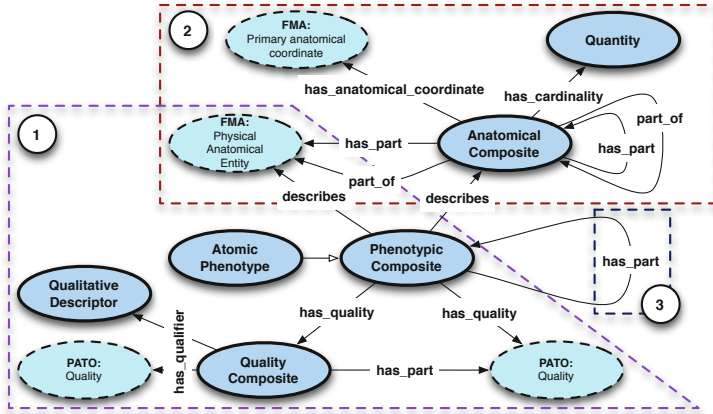 2
FMA:
Primary anatomical
coordinate
Quantity
has_anatomical_coordinate
has_cardinality
1
FMA:
Physical
Anatomical
Entity
has_part
Anatomical
Composite
part_of
has_part
part_of
describes
describes
Atomic
Phenotype
Phenotypic
Composite
has_part
3
Qualitative
Descriptor
has_quality
has_quality
has_qualifier
PATO:
Quality
Quality
Composite
has_part
PATO:
Quality